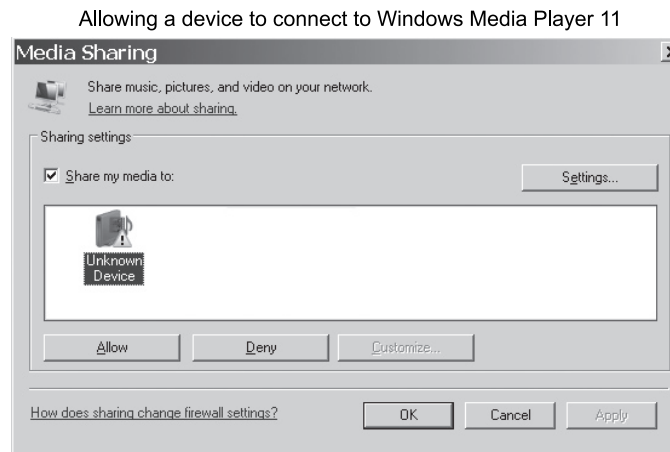 Allowing a device to connect to Windows Media Player 11
Media Sharing
Share music, pictures, and video on your network.
Learn more about sharing.
Sharing settings
Share my media to:
Settings...
Unknown
Device
Allow
Deny
Customize...
How does sharing change firewall settings?
OK
Cancel
Apply